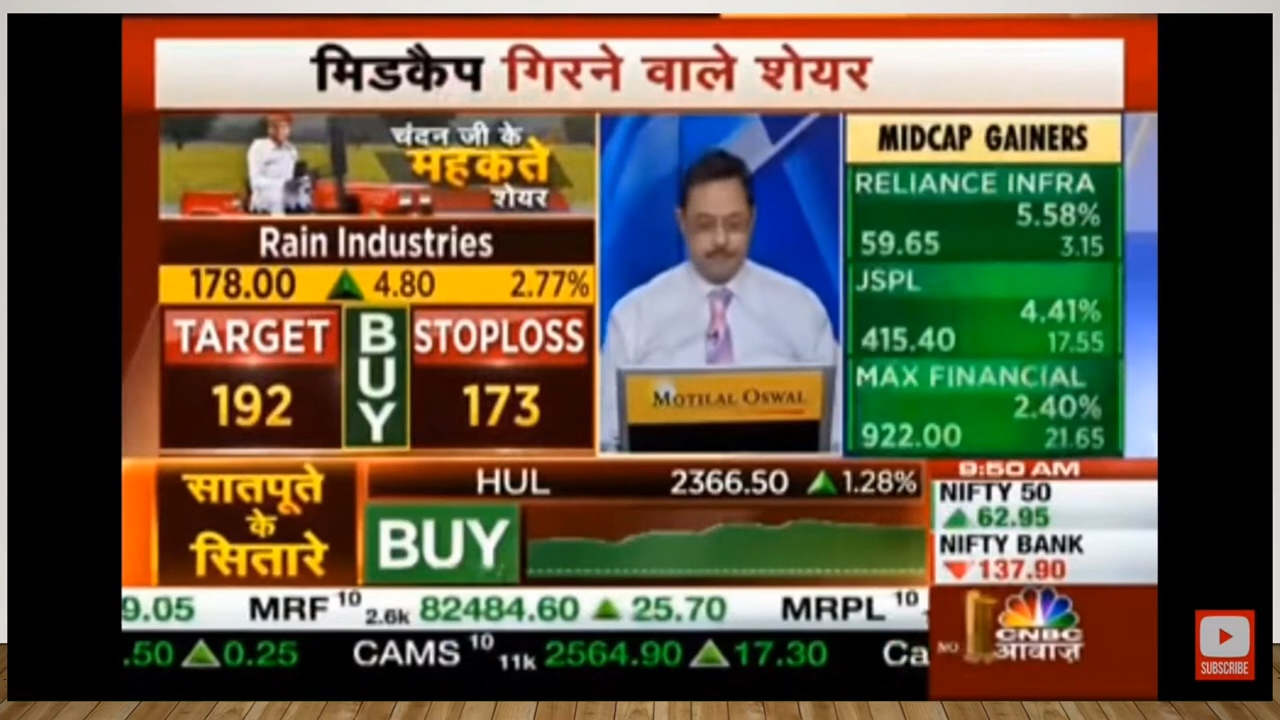 मिडकैप गिरने वाले शेयर
चंदन जी के
महकते
शेयर
Rain Industries
178.00 4.80 2.77%
TARGET
192
BUY
STOPLOSS
173
MOTILAL OSWAL
MIDCAP GAINERS
RELIANCE INFRA
5.58%
59.65 3.15
JSPL
4.41%
415.40 17.55
MAX FINANCIAL
2.40%
922.00 21.65
सातपूते
के
सितारे
HUL 2366.50 1.28%
BUY
9:50 AM
NIFTY 50
62.95
NIFTY BANK
137.90
9.05 MRF 10 2.6k 82484.60 25.70 MRPL 10
.50 0.25 CAMS 10 11k 2564.90 17.30 Ca
NO
CNBC
आवाज़
SUBSCRIBE